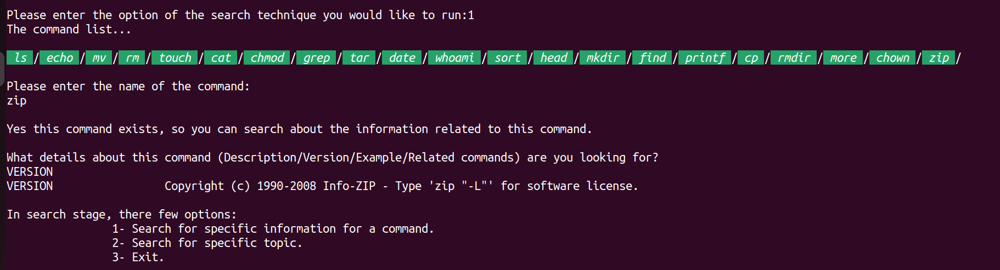 Please enter the option of the search technique you would like to run:1
The command list...
ls / echo / mv / rm / touch / cat / chmod / grep / tar / date / whoami / sort / head / mkdir / find / printf / cp / rmdir / more / chown / zip /
Please enter the name of the command:
zip
Yes this command exists, so you can search about the information related to this command.
What details about this command (Description/Version/Example/Related commands) are you looking for?
VERSION
VERSION                 Copyright (c) 1990-2008 Info-ZIP - Type 'zip "-L"' for software license.
In search stage, there few options:
1- Search for specific information for a command.
2- Search for specific topic.
3- Exit.